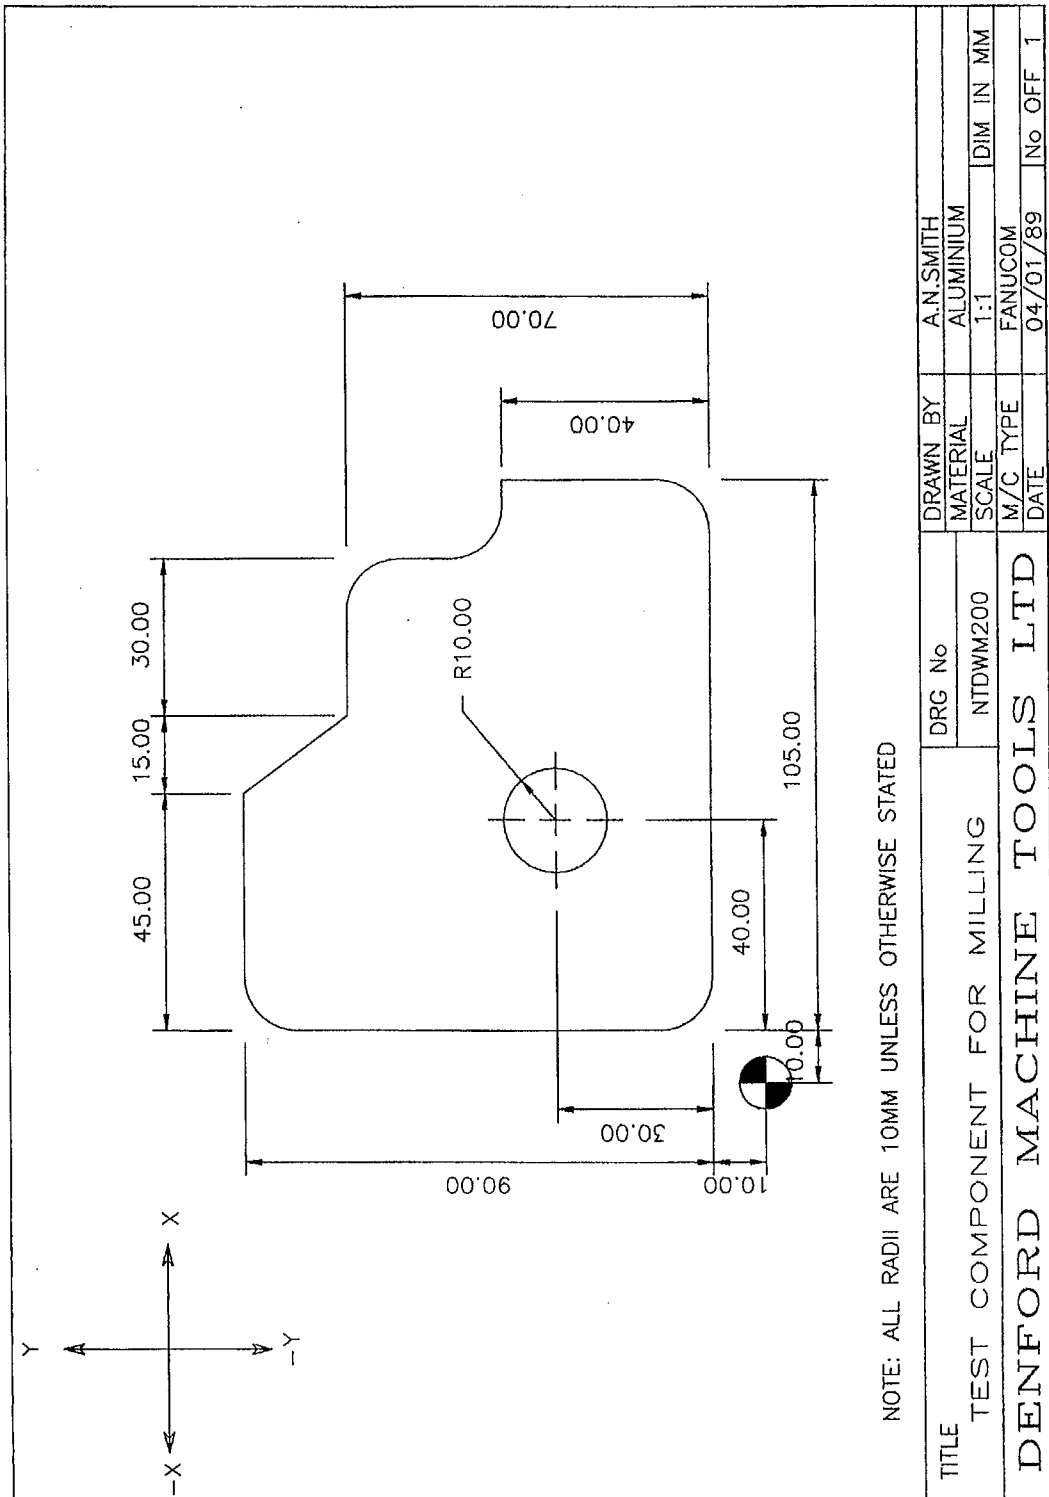 Y
-X
X
-Y
45.00
15.00
30.00
70.00
40.00
R10.00
90.00
30.00
10.00
40.00
10.00
105.00
NOTE: ALL RADII ARE 10MM UNLESS OTHERWISE STATED
TITLE
TEST COMPONENT FOR MILLING
DRG No
NTDWM200
DRAWN BY A.N.SMITH
MATERIAL ALUMINIUM
SCALE 1:1 DIM IN MM
M/C TYPE FANUCOM
DATE 04/01/89 No OFF 1
DENFORD MACHINE TOOLS LTD